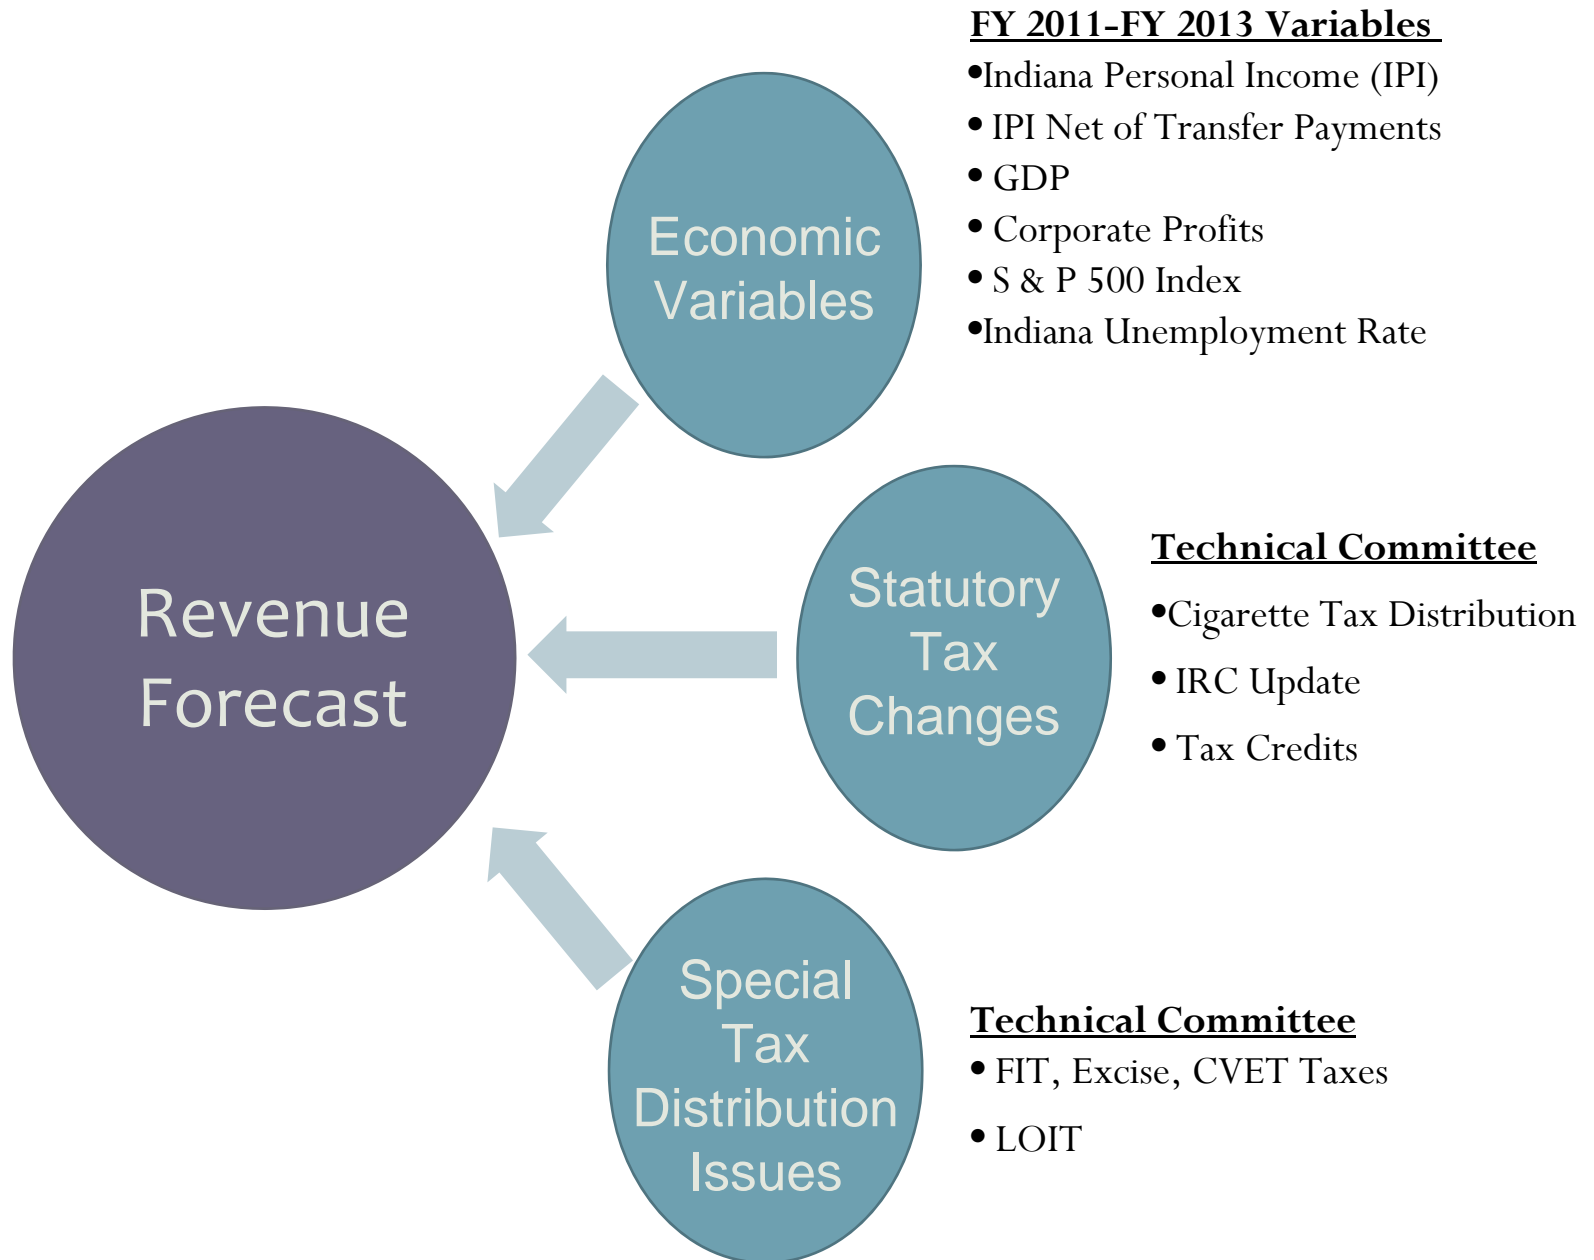 FY 2011-FY 2013 Variables
•Indiana Personal Income (IPI)
• IPI Net of Transfer Payments
• GDP
• Corporate Profits
• S & P 500 Index
•Indiana Unemployment Rate
Economic
Variables
Revenue
Forecast
Statutory
Tax
Changes
Technical Committee
•Cigarette Tax Distribution
• IRC Update
• Tax Credits
Special
Tax
Distribution
Issues
Technical Committee
• FIT, Excise, CVET Taxes
• LOIT